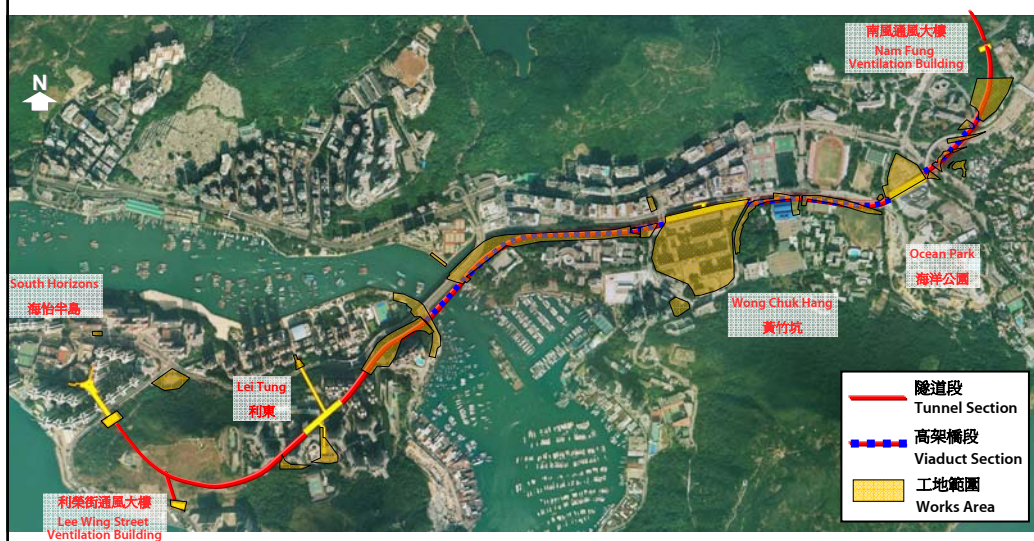 南風通風大樓
Nam Fung
Ventilation Building
N
South Horizons
海怡半島
Ocean Park
海洋公園
Wong Chuk Hang
黃竹坑
Lei Tung
利東
利榮街通風大樓
Lee Wing Street
Ventilation Building
隧道段
Tunnel Section
高架橋段
Viaduct Section
工地範圍
Works Area